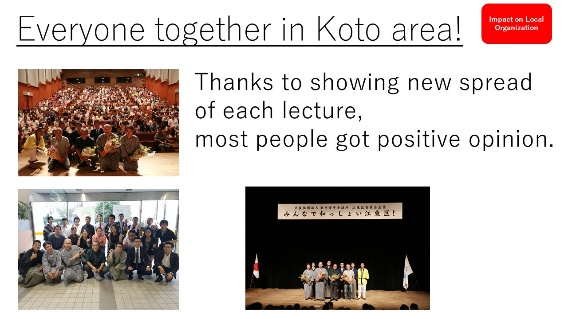 Everyone together in Koto area!
Impact on Local
Organization
Thanks to showing new spread
of each lecture,
most people got positive opinion.
みんなでわっしょい江東区!